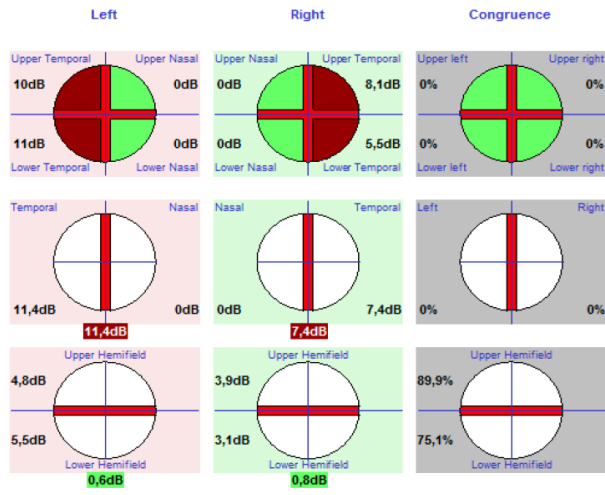 Left Right Congruence
Upper Temporal Upper Nasal Upper Nasal Upper Temporal Upper left Upper right
10dB 0dB 0dB 8,1dB 0% 0%
11dB 0dB 0dB 5,5dB 0% 0%
Lower Temporal Lower Nasal Lower Nasal Lower Temporal Lower left Lower right
Temporal Nasal Nasal Temporal Left Right
11,4dB 0dB 0dB 7,4dB 0% 0%
11,4dB 7,4dB
Upper Hemifield Upper Hemifield Upper Hemifield
4,8dB 3,9dB 89,9%
5,5dB 3,1dB 75,1%
Lower Hemifield Lower Hemifield Lower Hemifield
0,6dB 0,8dB